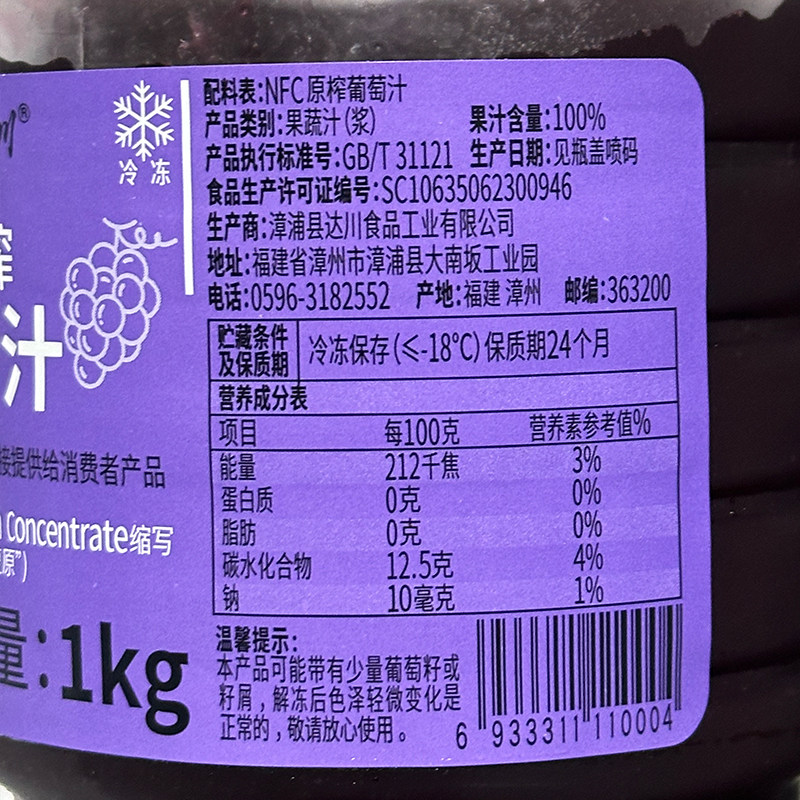 冷冻
汁
接提供给消费者产品
Concentrate缩写
原”)
量:1kg
配料表:NFC原榨葡萄汁
产品类别:果蔬汁(浆) 果汁含量:100%
产品执行标准号:GB/T 31121 生产日期:见瓶盖喷码
食品生产许可证编号:SC10635062300946
生产商:漳浦县达川食品工业有限公司
地址:福建省漳州市漳浦县大南坂工业园
电话:0596-3182552 产地:福建 漳州 邮编:363200
贮藏条件
及保质期 冷冻保存(≤-18℃)保质期24个月
营养成分表
项目 每100克 营养素参考值%
能量 212千焦 3%
蛋白质 0克 0%
脂肪 0克 0%
碳水化合物 12.5克 4%
钠 10毫克 1%
温馨提示:
本产品可能带有少量葡萄籽或
籽屑,解冻后色泽轻微变化是
正常的,敬请放心使用。
6 933311 110004